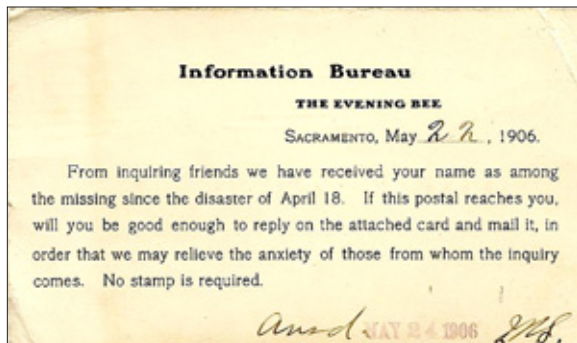 Information Bureau
THE EVENING BEE
SACRAMENTO, May 22, 1906.
From inquiring friends we have received your name as among
the missing since the disaster of April 18. If this postal reaches you,
will you be good enough to reply on the attached card and mail it, in
order that we may relieve the anxiety of those from whom the inquiry
comes. No stamp is required.
Ansd. MAY 24 1906